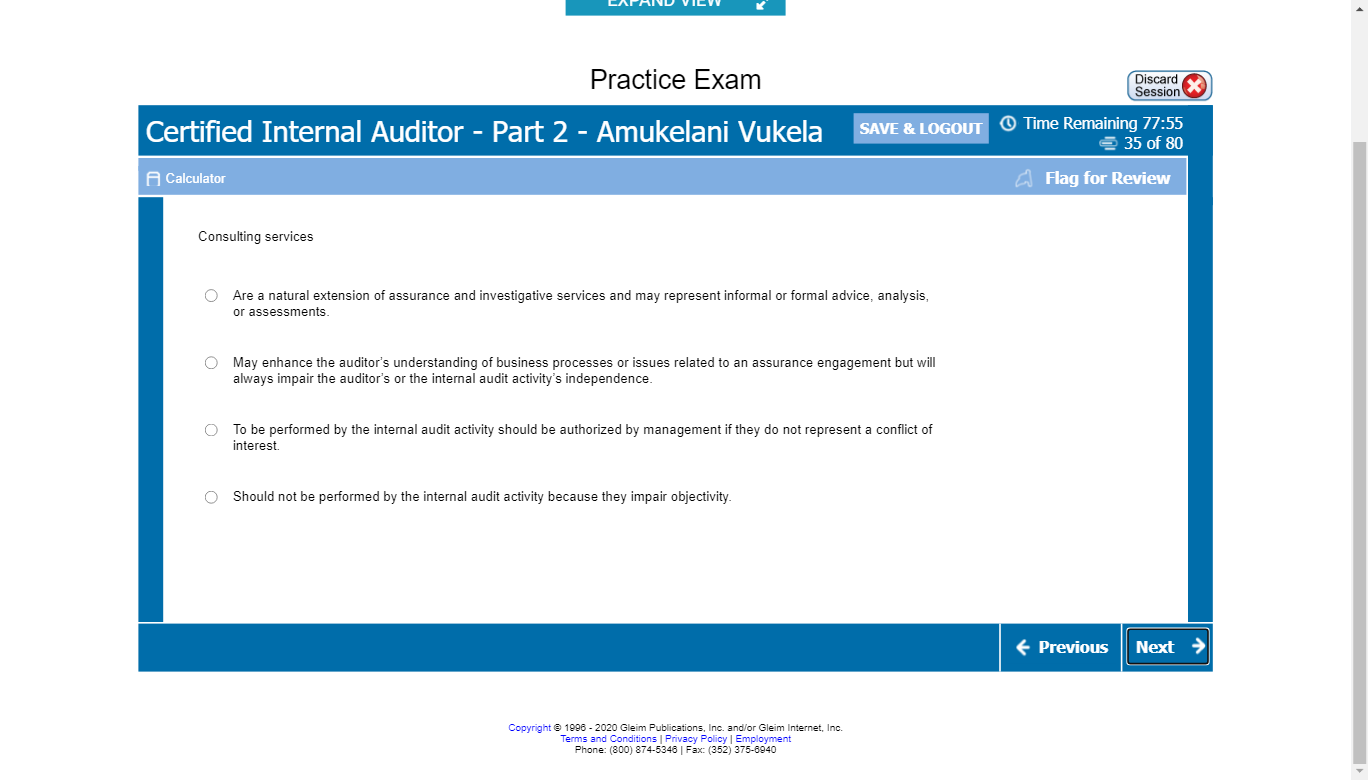 EXPAND VIEW
Practice Exam
Discard
Session
Certified Internal Auditor - Part 2 - Amukelani Vukela
SAVE & LOGOUT
Time Remaining 77:55
35 of 80
Calculator
Flag for Review
Consulting services
Are a natural extension of assurance and investigative services and may represent informal or formal advice, analysis,
or assessments.
May enhance the auditor's understanding of business processes or issues related to an assurance engagement but will
always impair the auditor's or the internal audit activity's independence.
To be performed by the internal audit activity should be authorized by management if they do not represent a conflict of
interest.
Should not be performed by the internal audit activity because they impair objectivity.
Previous
Next
Copyright © 1996 - 2020 Gleim Publications, Inc. and/or Gleim Internet, Inc.
Terms and Conditions | Privacy Policy | Employment
Phone: (800) 874-5346 | Fax: (352) 375-6940